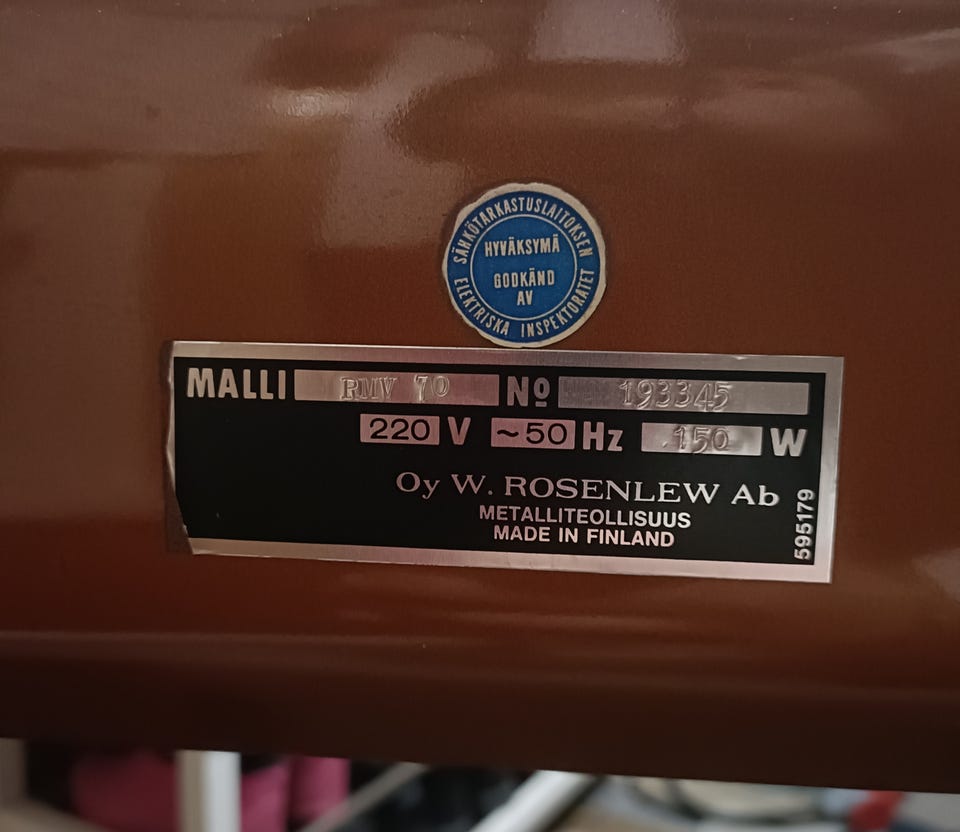 SÄHKÖTARKASTUSLAITOKSEN
HYVÄKSYMÄ
GODKÄND
AV
ELEKTRISKA INSPEKTORATET
MALLI RMV 70 Nº 193345
220 V ~50 Hz 150 W
Oy W. ROSENLEW Ab
METALLITEOLLISUUS
MADE IN FINLAND
595179